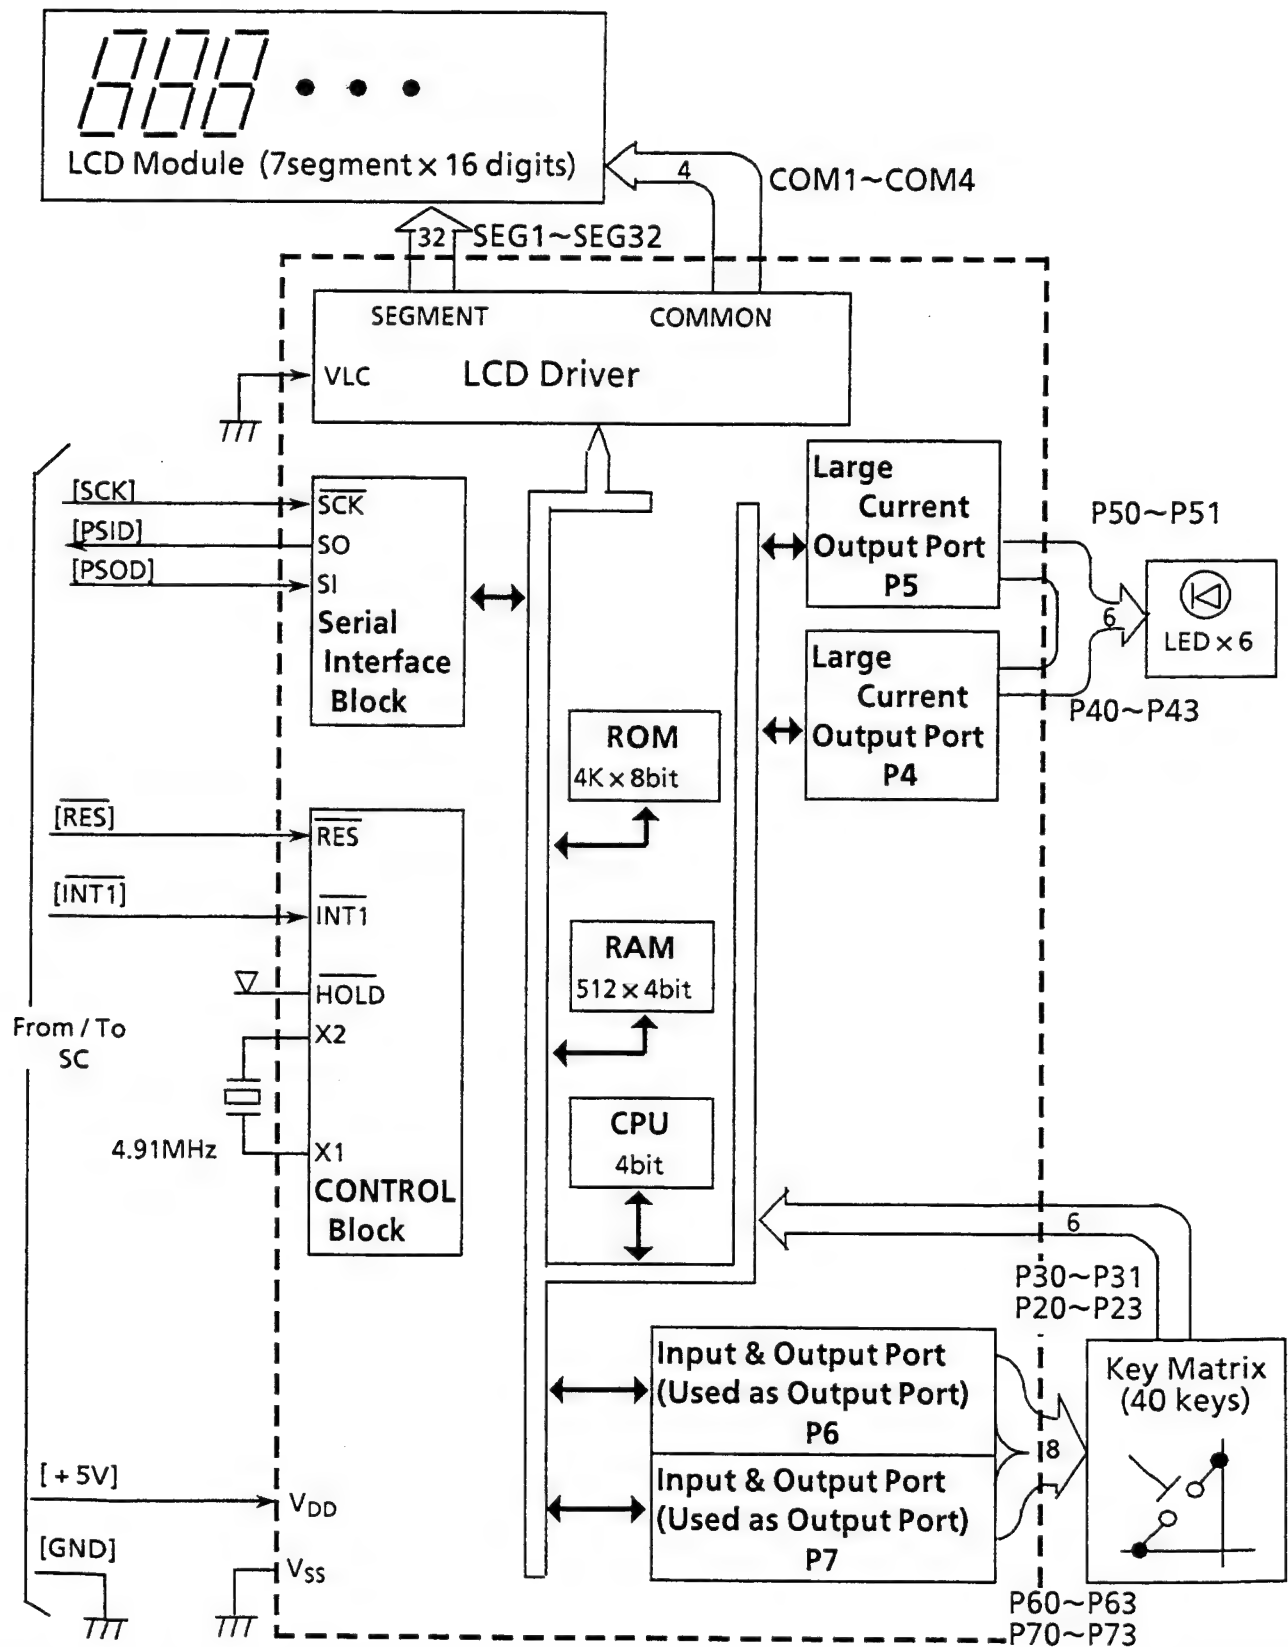 LCD Module (7segment x 16 digits)
4
COM1~COM4
32
SEG1~SEG32
SEGMENT
COMMON
VLC
LCD Driver
[SCK]
[PSID]
[PSOD]
SCK
SO
SI
Serial
Interface
Block
Large
Current
Output Port
P5
P50~P51
6
LED x 6
Large
Current
Output Port
P4
P40~P43
ROM
4K x 8bit
[RES]
RES
[INT1]
INT1
HOLD
RAM
512 x 4bit
From / To
SC
X2
4.91MHz
X1
CONTROL
Block
CPU
4bit
6
P30~P31
P20~P23
Input & Output Port
(Used as Output Port)
P6
Input & Output Port
(Used as Output Port)
P7
8
Key Matrix
(40 keys)
[+5V]
VDD
[GND]
VSS
P60~P63
P70~P73